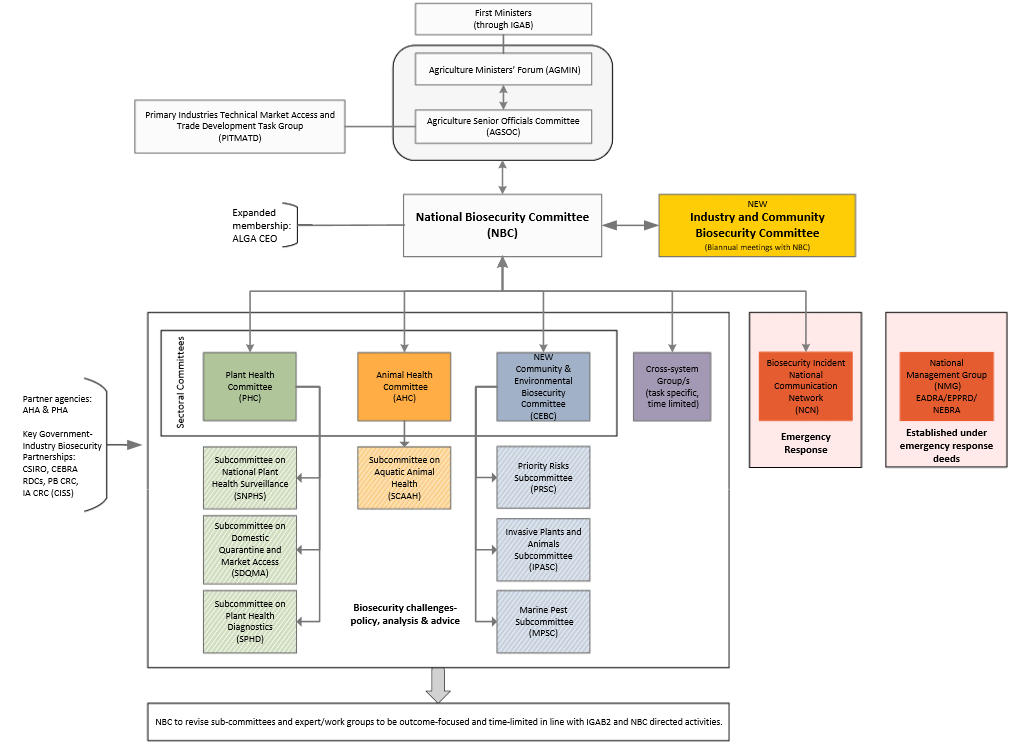 First Ministers
(through IGAB)
Agriculture Ministers' Forum (AGMIN)
Primary Industries Technical Market Access and
Trade Development Task Group
(PITMATD)
Agriculture Senior Officials Committee
(AGSOC)
Expanded
membership:
ALGA CEO
National Biosecurity Committee
(NBC)
NEW
Industry and Community
Biosecurity Committee
(Biannual meetings with NBC)
Sectoral Committees
Plant Health
Committee
(PHC)
Animal Health
Committee
(AHC)
NEW
Community &
Environmental
Biosecurity
Committee
(CEBC)
Cross-system
Group/s
(task specific,
time limited)
Biosecurity Incident
National
Communication
Network
(NCN)
Emergency
Response
National
Management Group
(NMG)
EADRA/EPPRD/
NEBRA
Established under
emergency response
deeds
Partner agencies:
AHA & PHA
Key Government-
Industry Biosecurity
Partnerships:
CSIRO, CEBRA
RDCs, PB CRC,
IA CRC (CISS)
Subcommittee on
National Plant
Health Surveillance
(SNPHS)
Subcommittee on
Aquatic Animal
Health
(SCAAH)
Priority Risks
Subcommittee
(PRSC)
Subcommittee on
Domestic
Quarantine and
Market Access
(SDQMA)
Invasive Plants and
Animals
Subcommittee
(IPASC)
Subcommittee on
Plant Health
Diagnostics
(SPHD)
Biosecurity challenges-
policy, analysis & advice
Marine Pest
Subcommittee
(MPSC)
NBC to revise sub-committees and expert/work groups to be outcome-focused and time-limited in line with IGAB2 and NBC directed activities.